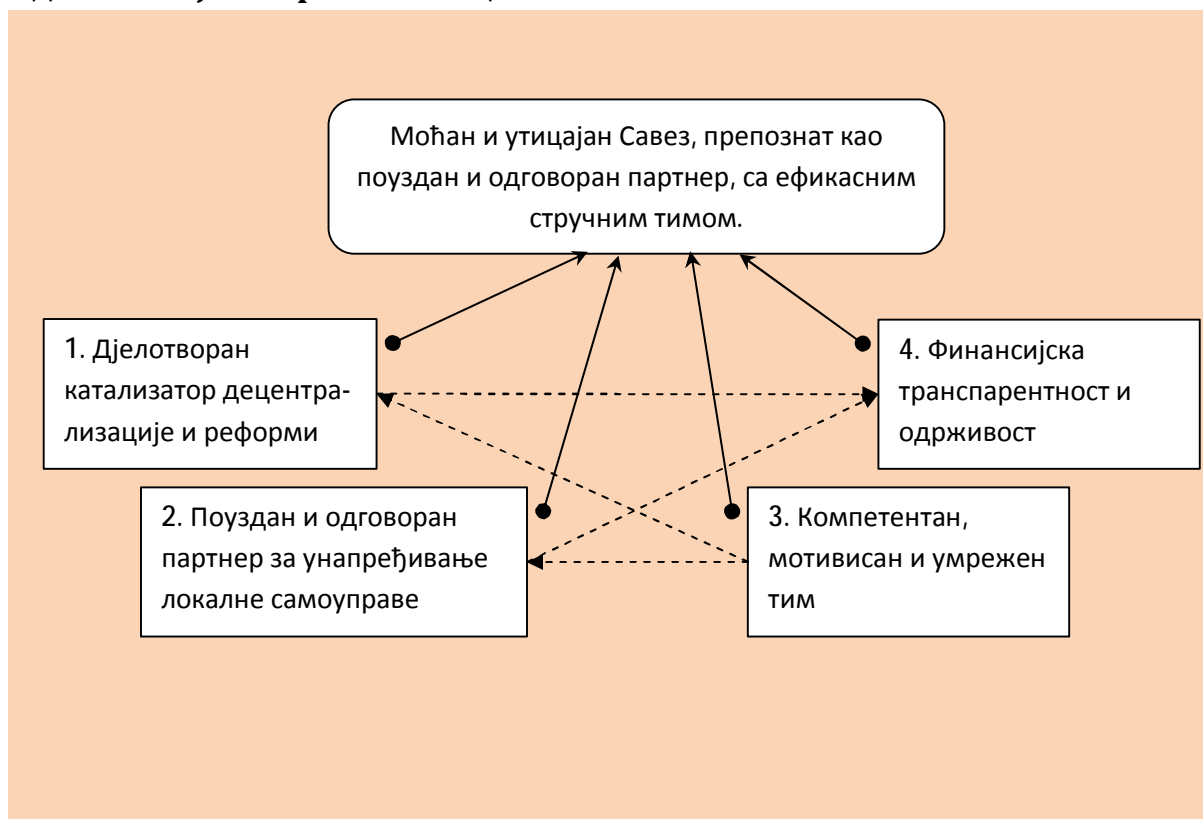 Моћан и утицајан Савез, препознат као
поуздан и одговоран партнер, са ефикасним
стручним тимом.
1. Дјелотворан
катализатор децентра-
лизације и реформи
4. Финансијска
транспарентност и
одрживост
2. Поуздан и одговоран
партнер за унапређивање
локалне самоуправе
3. Компетентан,
мотивисан и умрежен
тим